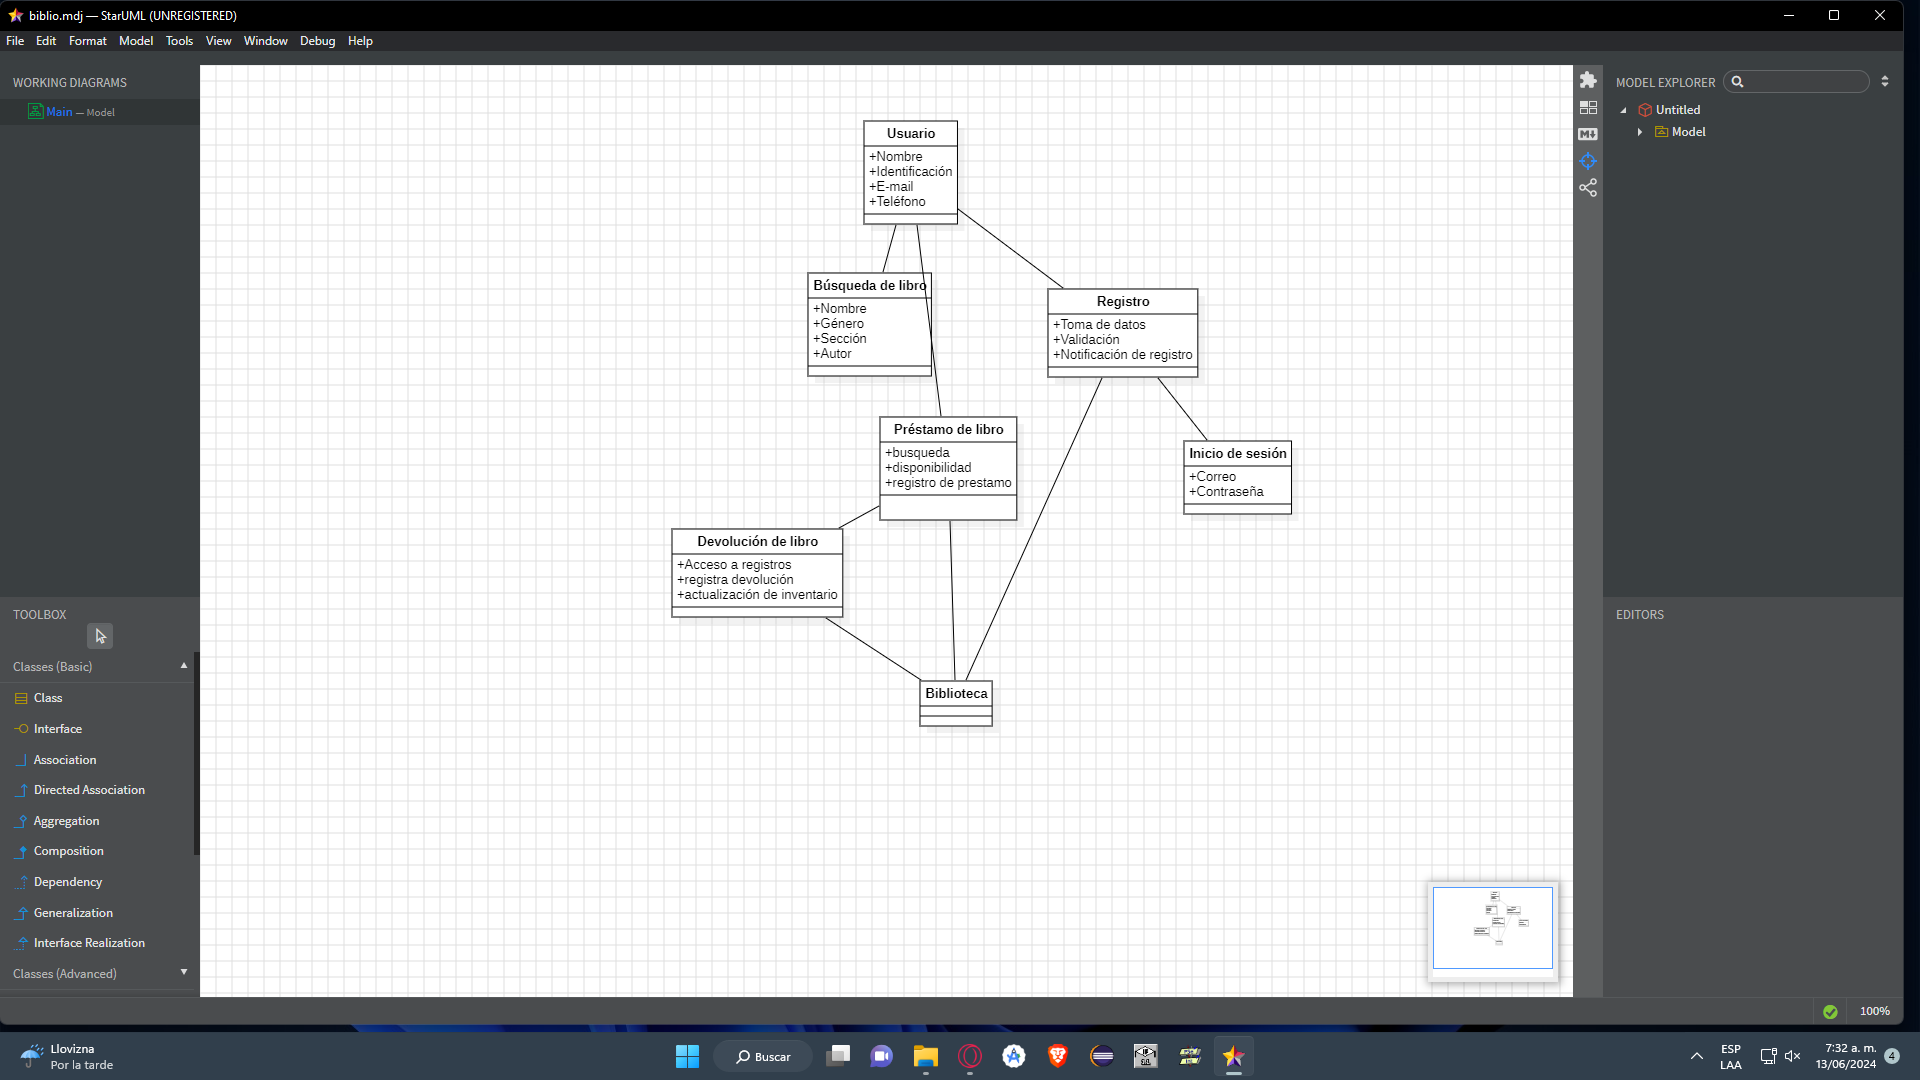 biblio.mdj — StarUML (UNREGISTERED)
File Edit Format Model Tools View Window Debug Help
WORKING DIAGRAMS
Main — Model
MODEL EXPLORER
Untitled
Model
M
Usuario
+Nombre
+Identificación
+E-mail
+Teléfono
Búsqueda de libro
+Nombre
+Género
+Sección
+Autor
Registro
+Toma de datos
+Validación
+Notificación de registro
Préstamo de libro
+busqueda
+disponibilidad
+registro de prestamo
Inicio de sesión
+Correo
+Contraseña
Devolución de libro
+Acceso a registros
+registra devolución
+actualización de inventario
Biblioteca
TOOLBOX
Classes (Basic)
Class
Interface
Association
Directed Association
Aggregation
Composition
Dependency
Generalization
Interface Realization
Classes (Advanced)
EDITORS
100%
Llovizna
Por la tarde
Buscar
ESP
LAA
7:32 a. m.
13/06/2024
4